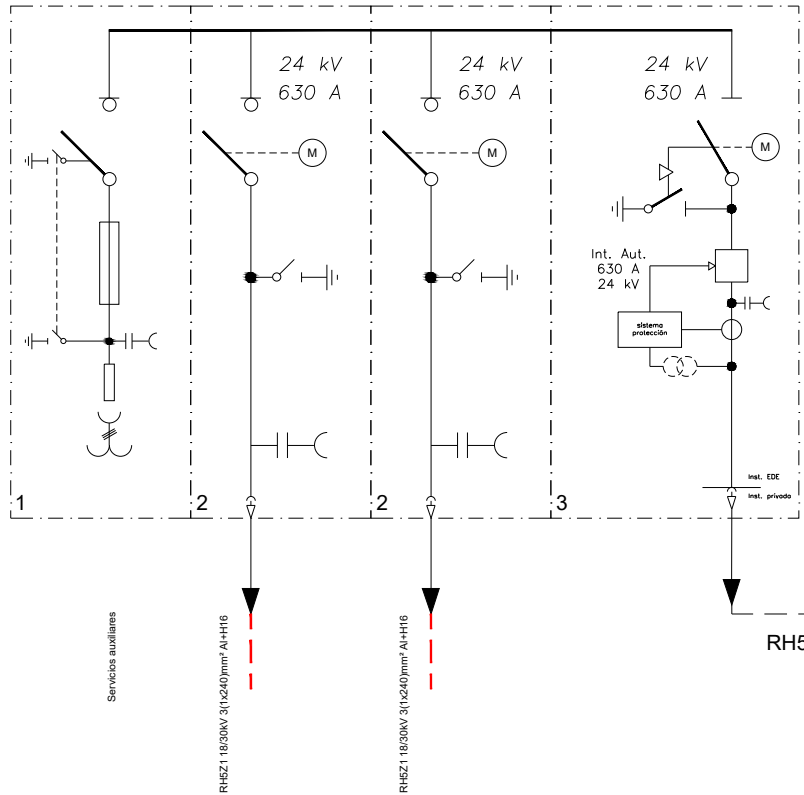 24 kV
630 A
24 kV
630 A
24 kV
630 A
M
M
M
Int. Aut.
630 A
24 kV
sistema
protección
Inst. EDE
Inst. privada
1
2
2
3
Servicios auxiliares
RH5Z1 18/30kV 3(1x240)mm² Al+H16
RH5Z1 18/30kV 3(1x240)mm² Al+H16
RH5